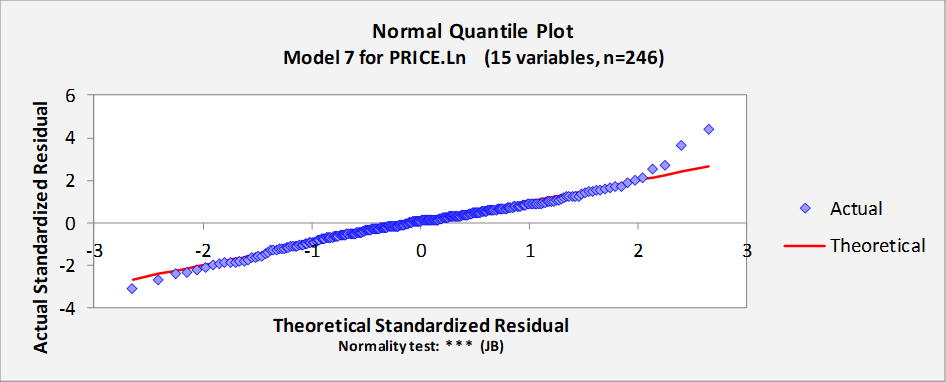 Normal Quantile Plot
Model 7 for PRICE.Ln (15 variables, n=246)
Actual Standardized Residual
6
4
2
0
-2
-4
-3
-2
-1
0
1
2
3
Actual
Theoretical
Theoretical Standardized Residual
Normality test: *** (JB)